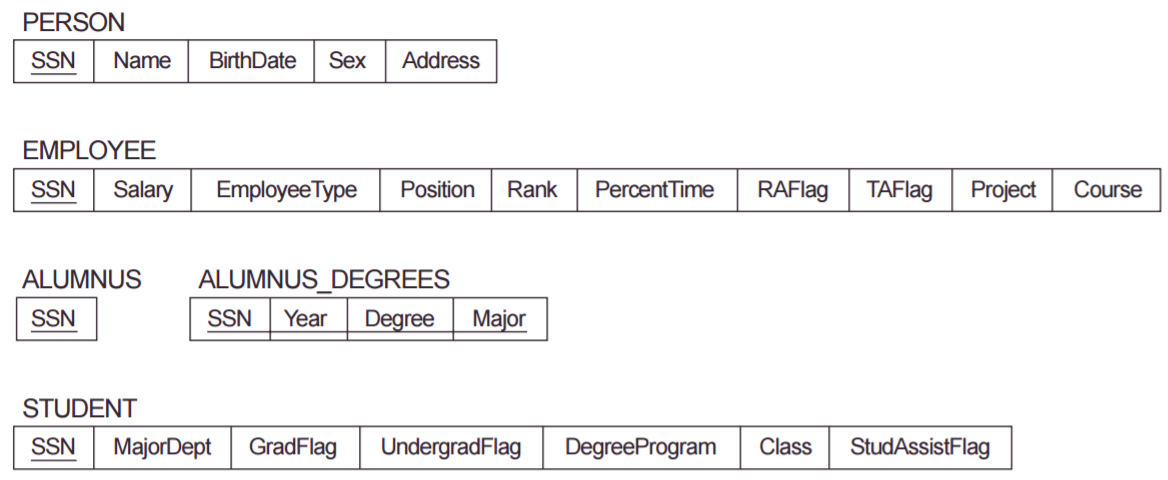 PERSON
SSN Name BirthDate Sex Address
EMPLOYEE
SSN Salary EmployeeType Position Rank PercentTime RAFlag TAFlag Project Course
ALUMNUS ALUMNUS_DEGREES
SSN SSN Year Degree Major
STUDENT
SSN MajorDept GradFlag UndergradFlag DegreeProgram Class StudAssistFlag